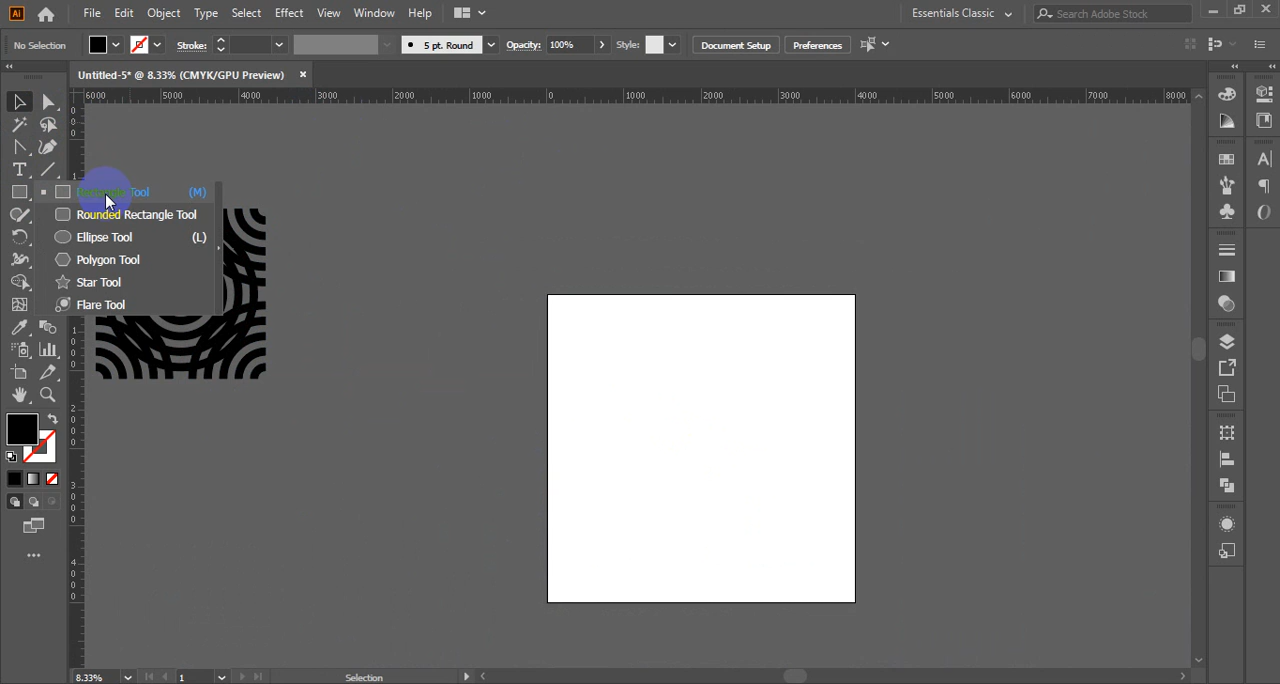 Ai File Edit Object Type Select Effect View Window Help Essentials Classic Search Adobe Stock
No Selection Stroke: 5 pt. Round Opacity: 100% Style: Document Setup Preferences
Untitled-5* @ 8.33% (CMYK/GPU Preview)
6000 5000 4000 3000 2000 1000 0 1000 2000 3000 4000 5000 6000 7000 8000
Rectangle Tool (M)
Rounded Rectangle Tool
Ellipse Tool (L)
Polygon Tool
Star Tool
Flare Tool
8.33% 1 Selection